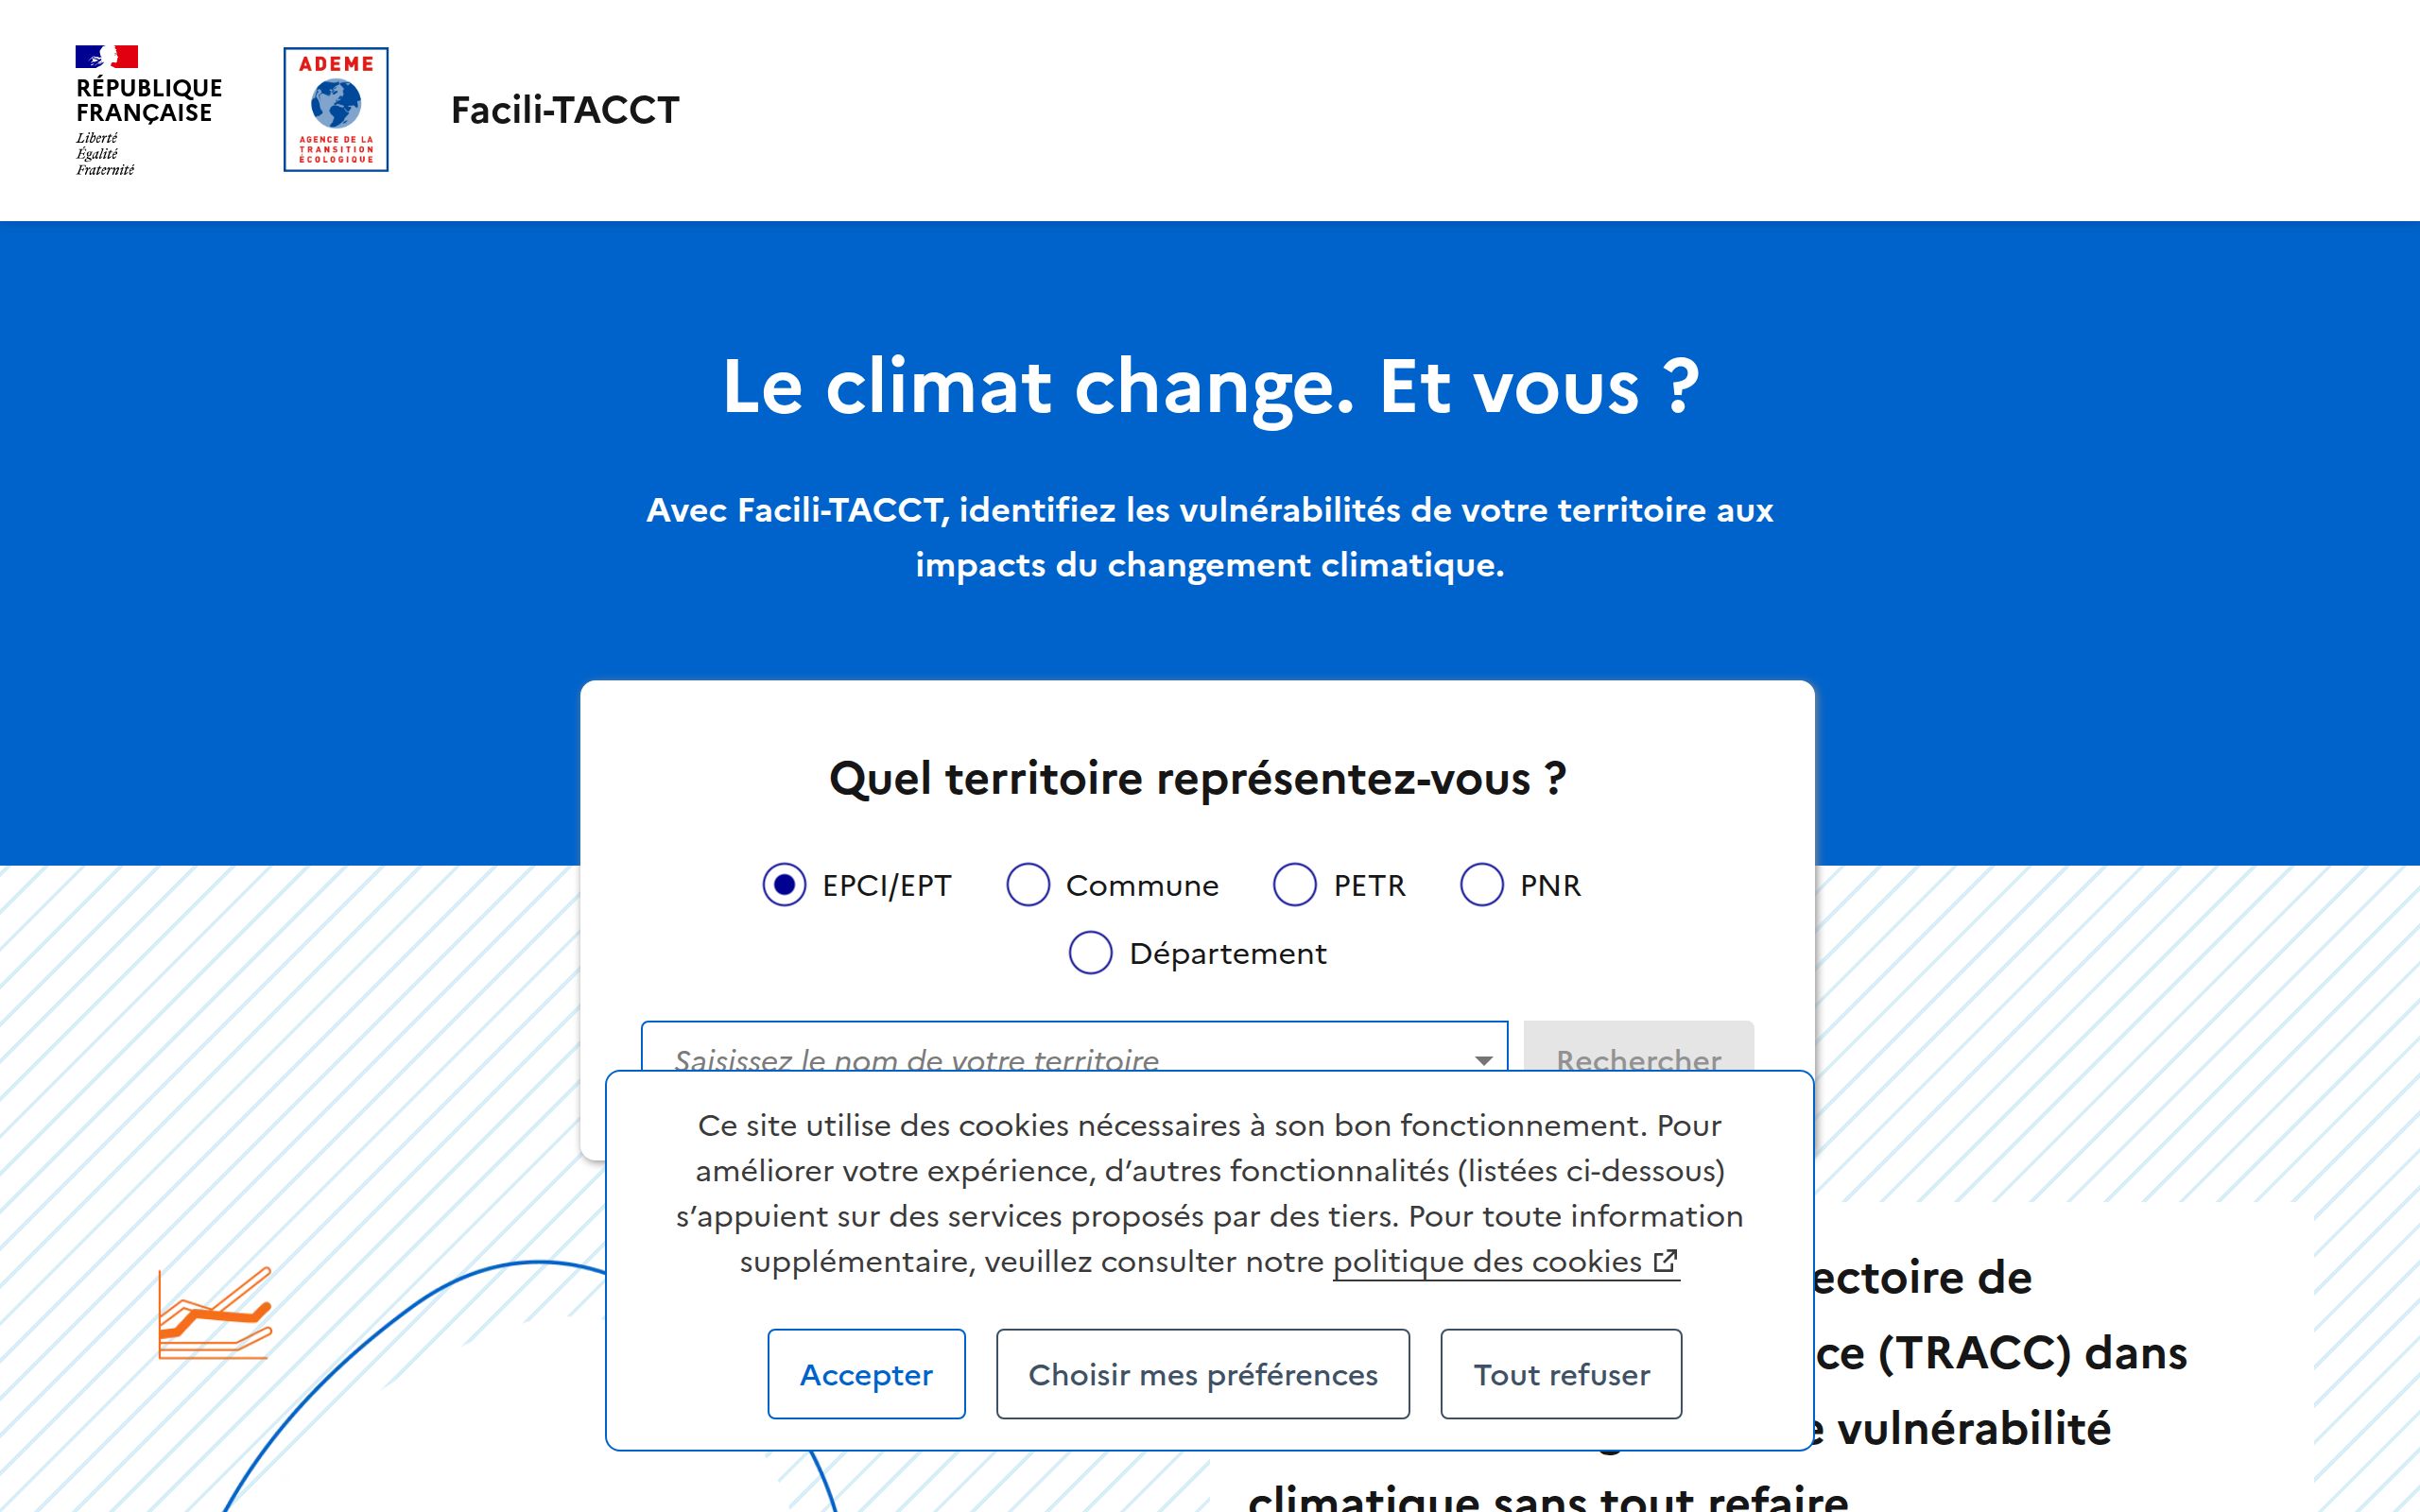 RÉPUBLIQUE
FRANÇAISE
Liberté
Égalité
Fraternité
ADEME
AGENCE DE LA
TRANSITION
ÉCOLOGIQUE
Facili-TACCT
Le climat change. Et vous ?
Avec Facili-TACCT, identifiez les vulnérabilités de votre territoire aux
impacts du changement climatique.
Quel territoire représentez-vous ?
EPCI/EPT
Commune
PETR
PNR
Département
Saisissez le nom de votre territoire
Rechercher
Ce site utilise des cookies nécessaires à son bon fonctionnement. Pour
améliorer votre expérience, d’autres fonctionnalités (listées ci-dessous)
s’appuient sur des services proposés par des tiers. Pour toute information
supplémentaire, veuillez consulter notre politique des cookies
Accepter
Choisir mes préférences
Tout refuser
ectoire de
ce (TRACC) dans
vulnérabilité
climatique sans tout refaire